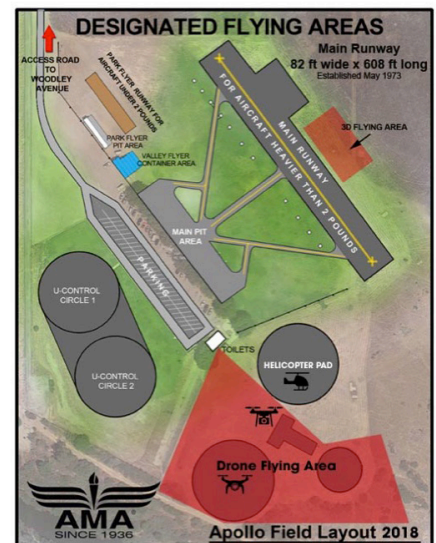 DESIGNATED FLYING AREAS
Main Runway
82 ft wide x 608 ft long
Established May 1973
ACCESS ROAD
TO
WOODLEY
AVENUE
PARK FLYER RUNWAY FOR
AIRCRAFT UNDER 2 POUNDS
PARK FLYER
PIT AREA
VALLEY FLYER
CONTAINER AREA
MAIN RUNWAY
FOR AIRCRAFT HEAVIER THAN 2 POUNDS
3D FLYING AREA
MAIN PIT
AREA
PARKING
U-CONTROL
CIRCLE 1
U-CONTROL
CIRCLE 2
TOILETS
HELICOPTER PAD
Drone Flying Area
AMA
SINCE 1936
Apollo Field Layout 2018